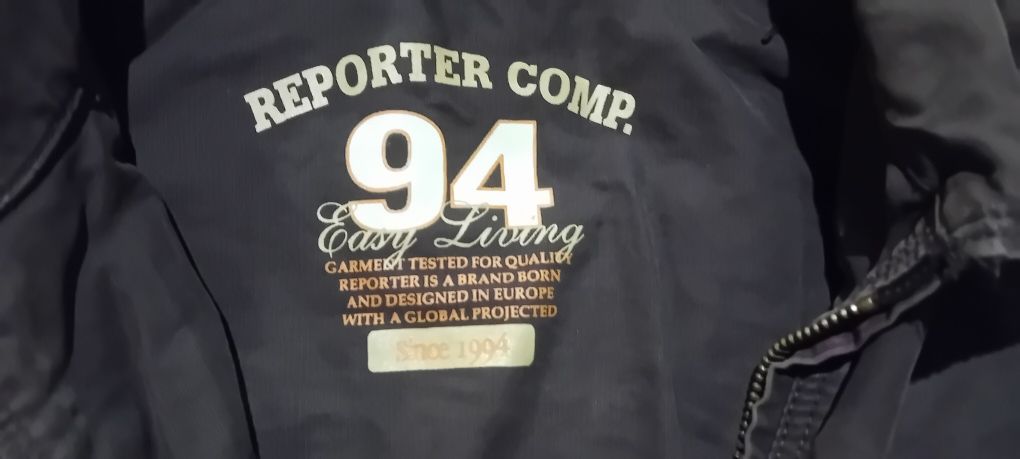 REPORTER COMP.
94
Easy Living
GARMENT TESTED FOR QUALITY
REPORTER IS A BRAND BORN
AND DESIGNED IN EUROPE
WITH A GLOBAL PROJECTED
Since 1994